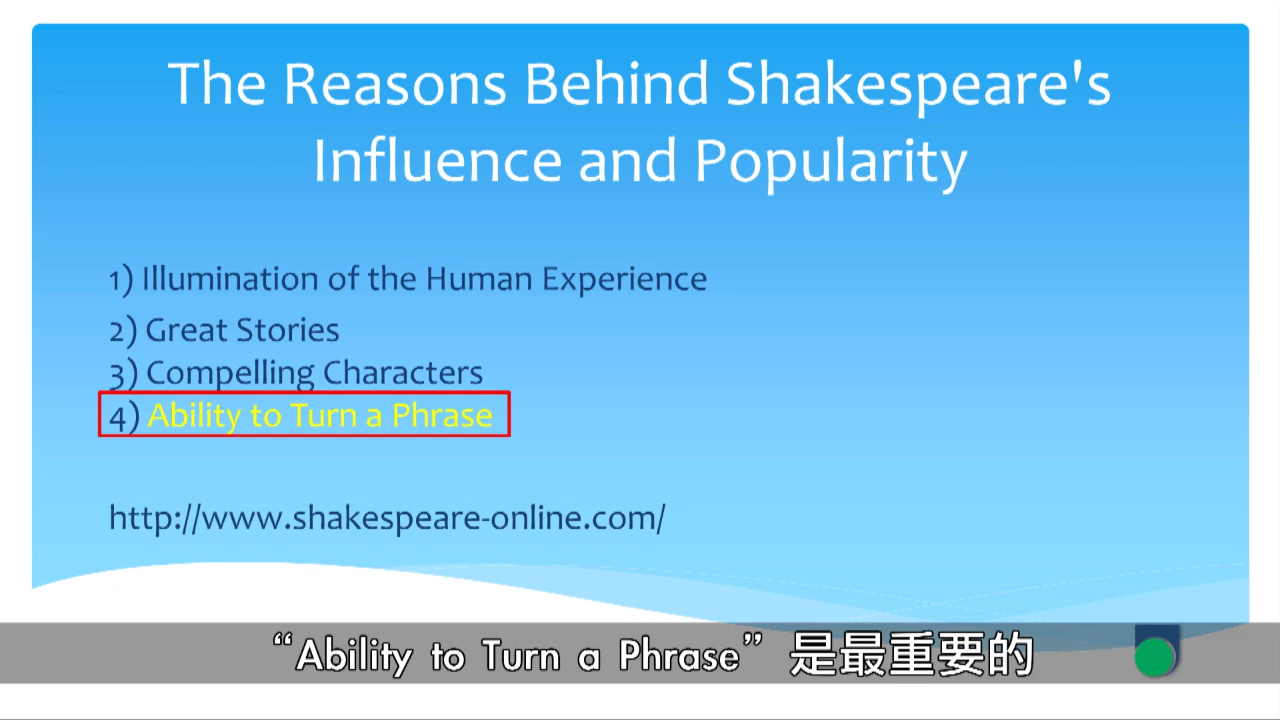 The Reasons Behind Shakespeare's
Influence and Popularity
1) Illumination of the Human Experience
2) Great Stories
3) Compelling Characters
4) Ability to Turn a Phrase
http://www.shakespeare-online.com/
“Ability to Turn a Phrase” 是最重要的